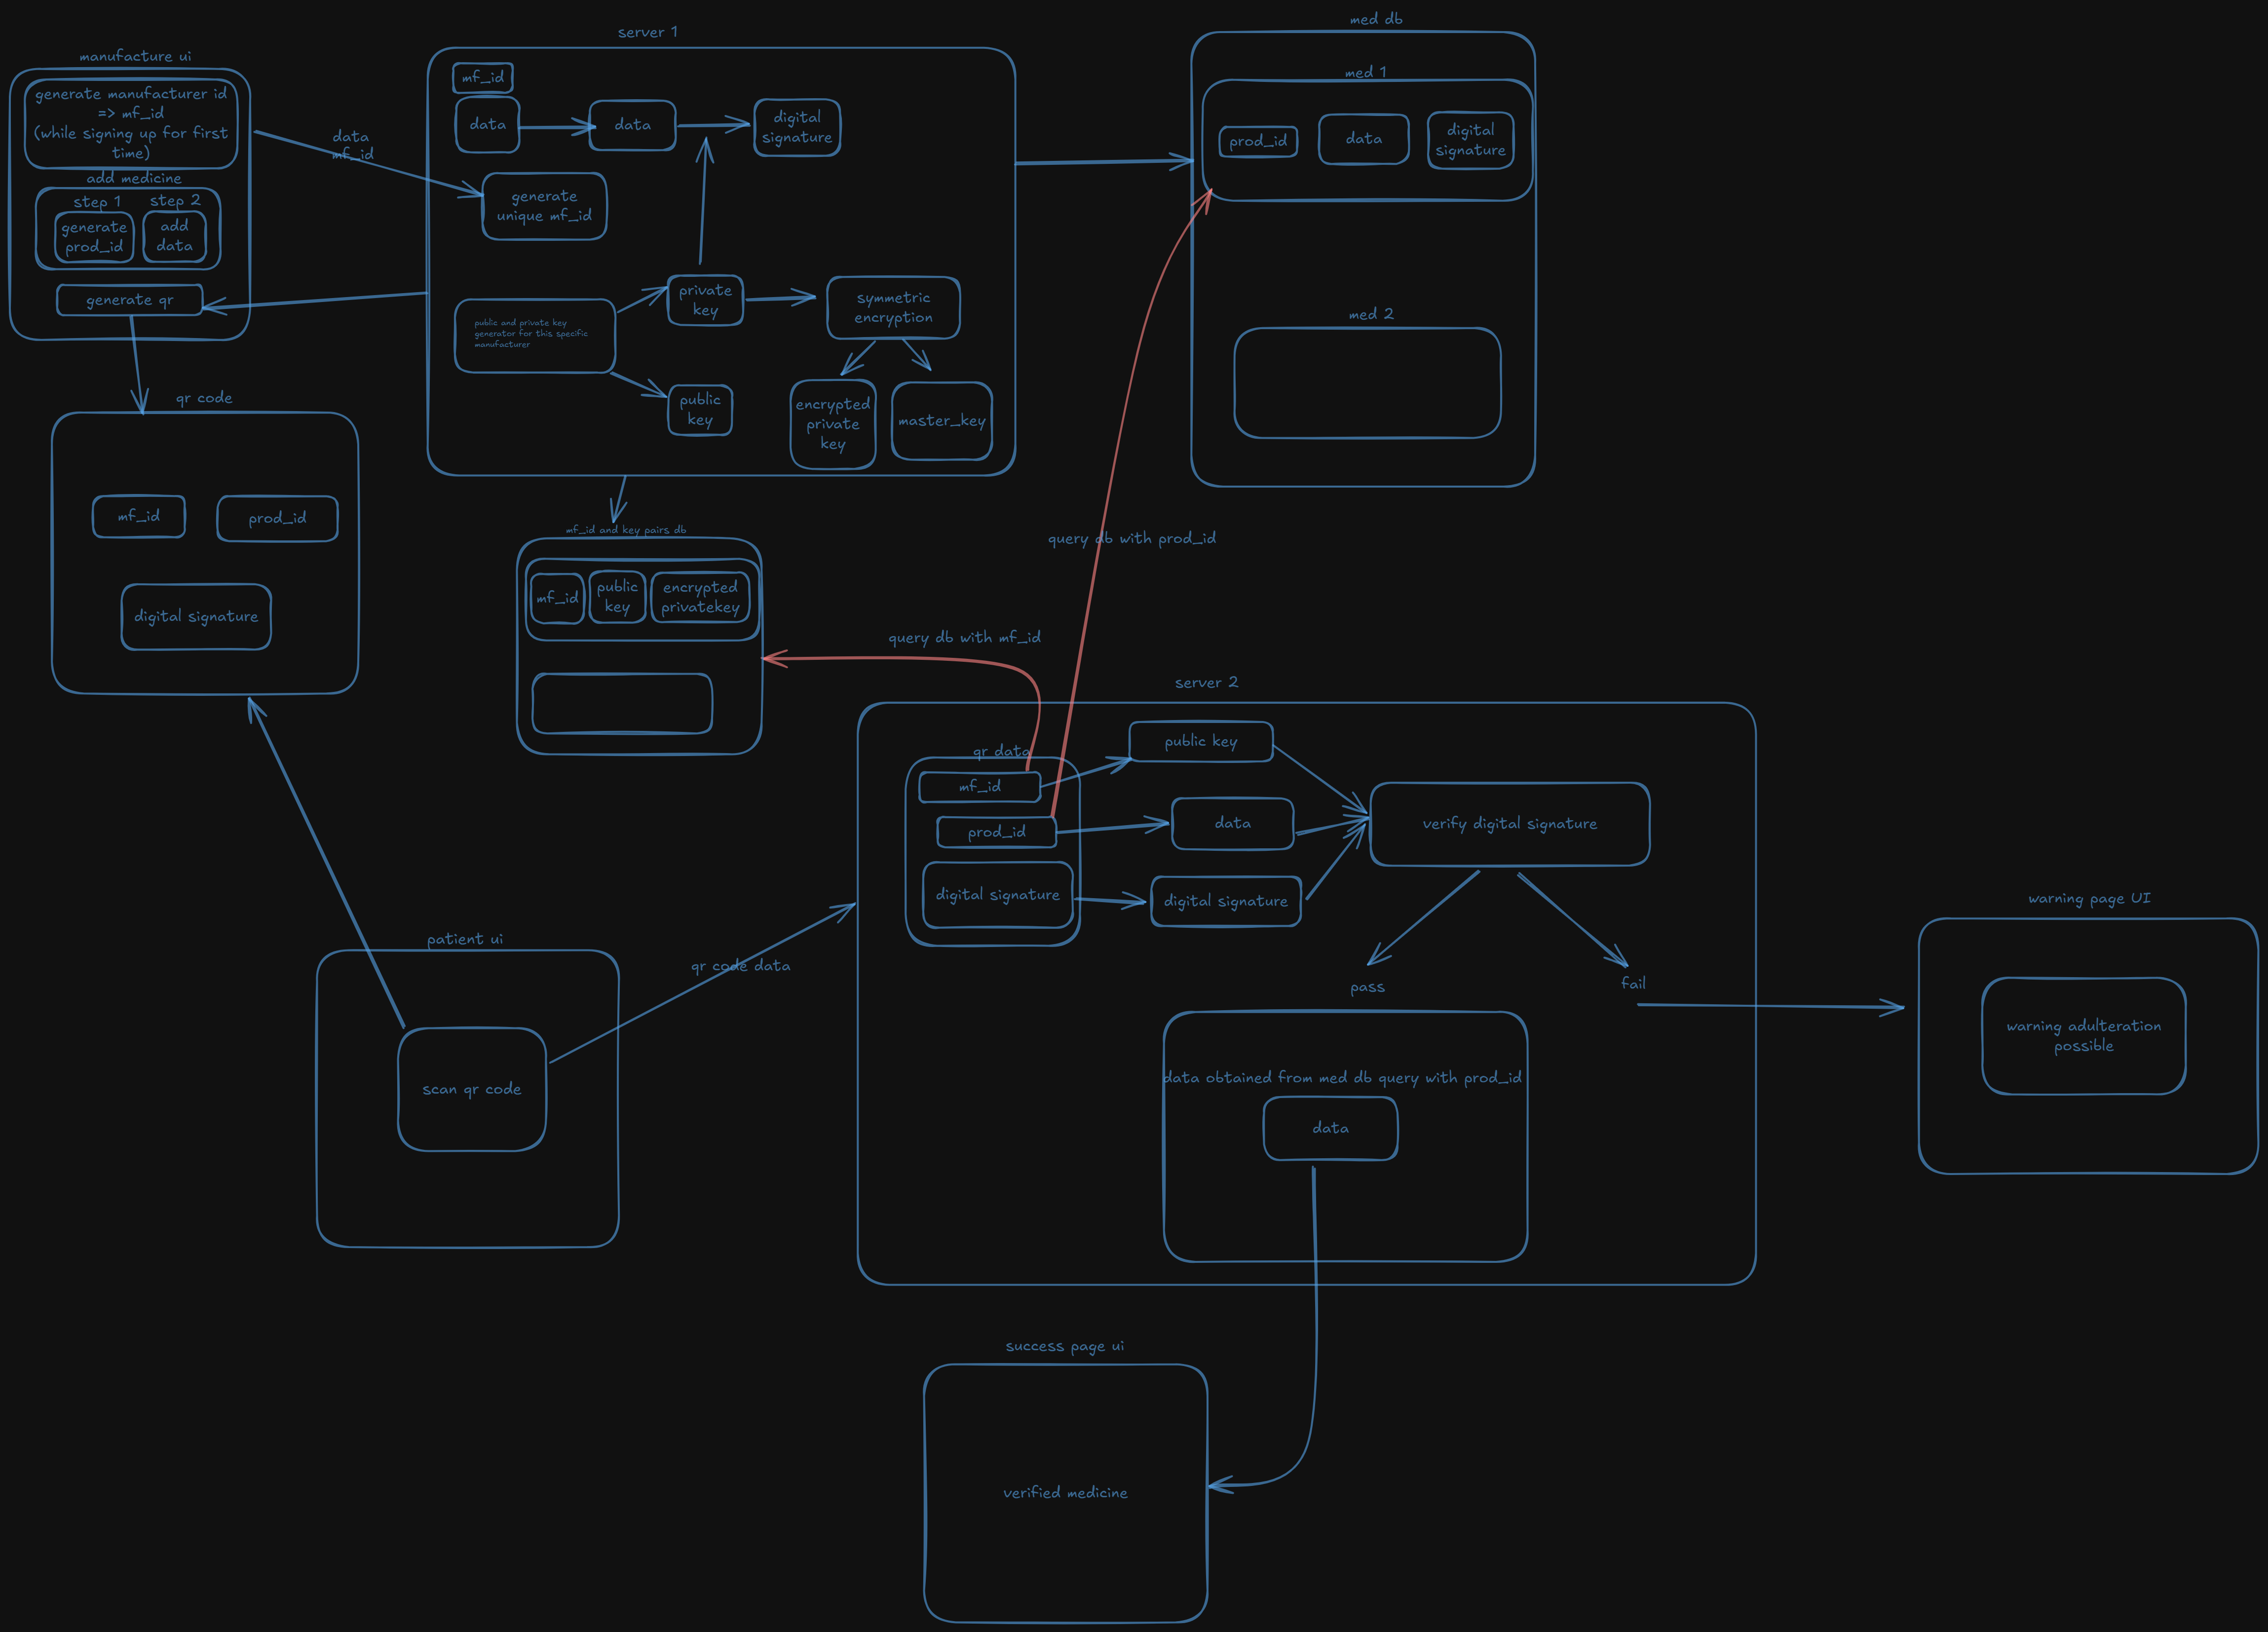 manufacture ui
generate manufacturer id
=> mf_id
(while signing up for first
time)
add medicine
step 1
step 2
generate
prod_id
add
data
generate qr
data
mf_id
server 1
mf_id
data
data
digital
signature
generate
unique mf_id
public and private key
generator for this specific
manufacturer
private
key
public
key
symmetric
encryption
encrypted
private
key
master_key
med db
med 1
prod_id
data
digital
signature
med 2
qr code
mf_id
prod_id
digital signature
mf_id and key pairs db
mf_id
public
key
encrypted
privatekey
query db with prod_id
query db with mf_id
server 2
qr data
mf_id
prod_id
digital signature
public key
data
digital signature
verify digital signature
pass
fail
data obtained from med db query with prod_id
data
warning page UI
warning adulteration
possible
patient ui
scan qr code
qr code data
success page ui
verified medicine